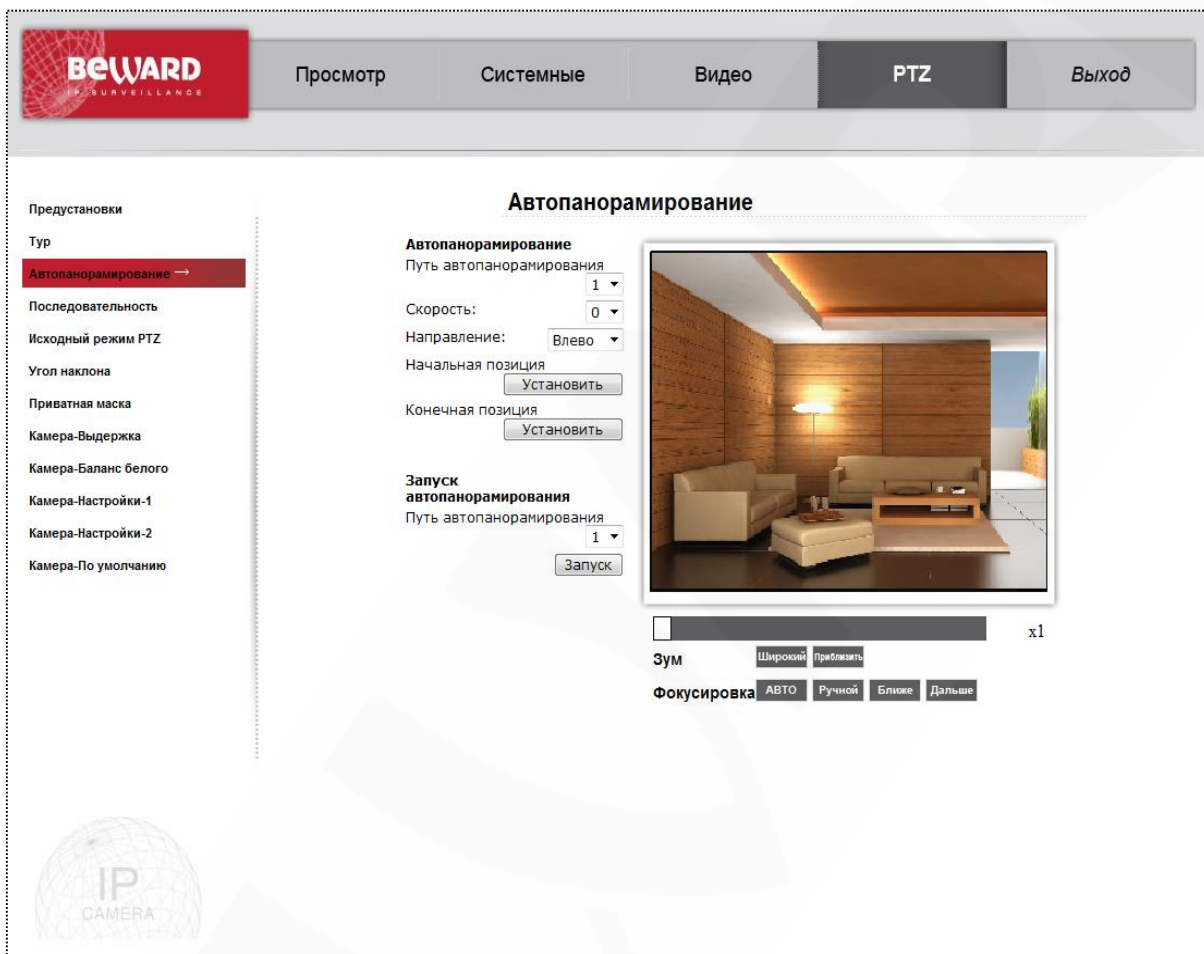 BEWARD
IP SURVEILLANCE
Просмотр
Системные
Видео
PTZ
Выход
Автопанорамирование
Предустановки
Тур
Автопанорамирование →
Последовательность
Исходный режим PTZ
Угол наклона
Приватная маска
Камера-Выдержка
Камера-Баланс белого
Камера-Настройки-1
Камера-Настройки-2
Камера-По умолчанию
Автопанорамирование
Путь автопанорамирования
1
Скорость:
0
Направление:
Влево
Начальная позиция
Установить
Конечная позиция
Установить
Запуск
автопанорамирования
Путь автопанорамирования
1
Запуск
x1
Зум
Широкий
Приблизить
Фокусировка
АВТО
Ручной
Ближе
Дальше
IP
CAMERA